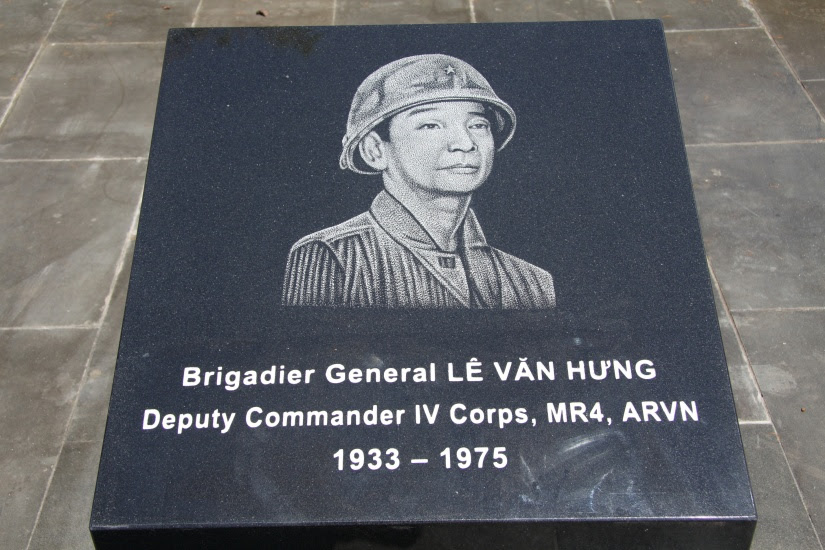 Brigadier General LÊ VĂN HƯNG
Deputy Commander IV Corps, MR4, ARVN
1933 – 1975